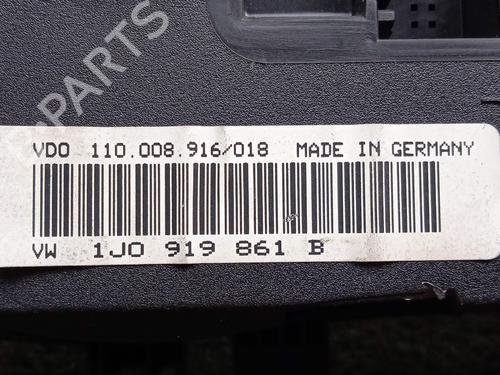 B-PARTS
VDO 110.008.916/018 MADE IN GERMANY
VW 1J0 919 861 B